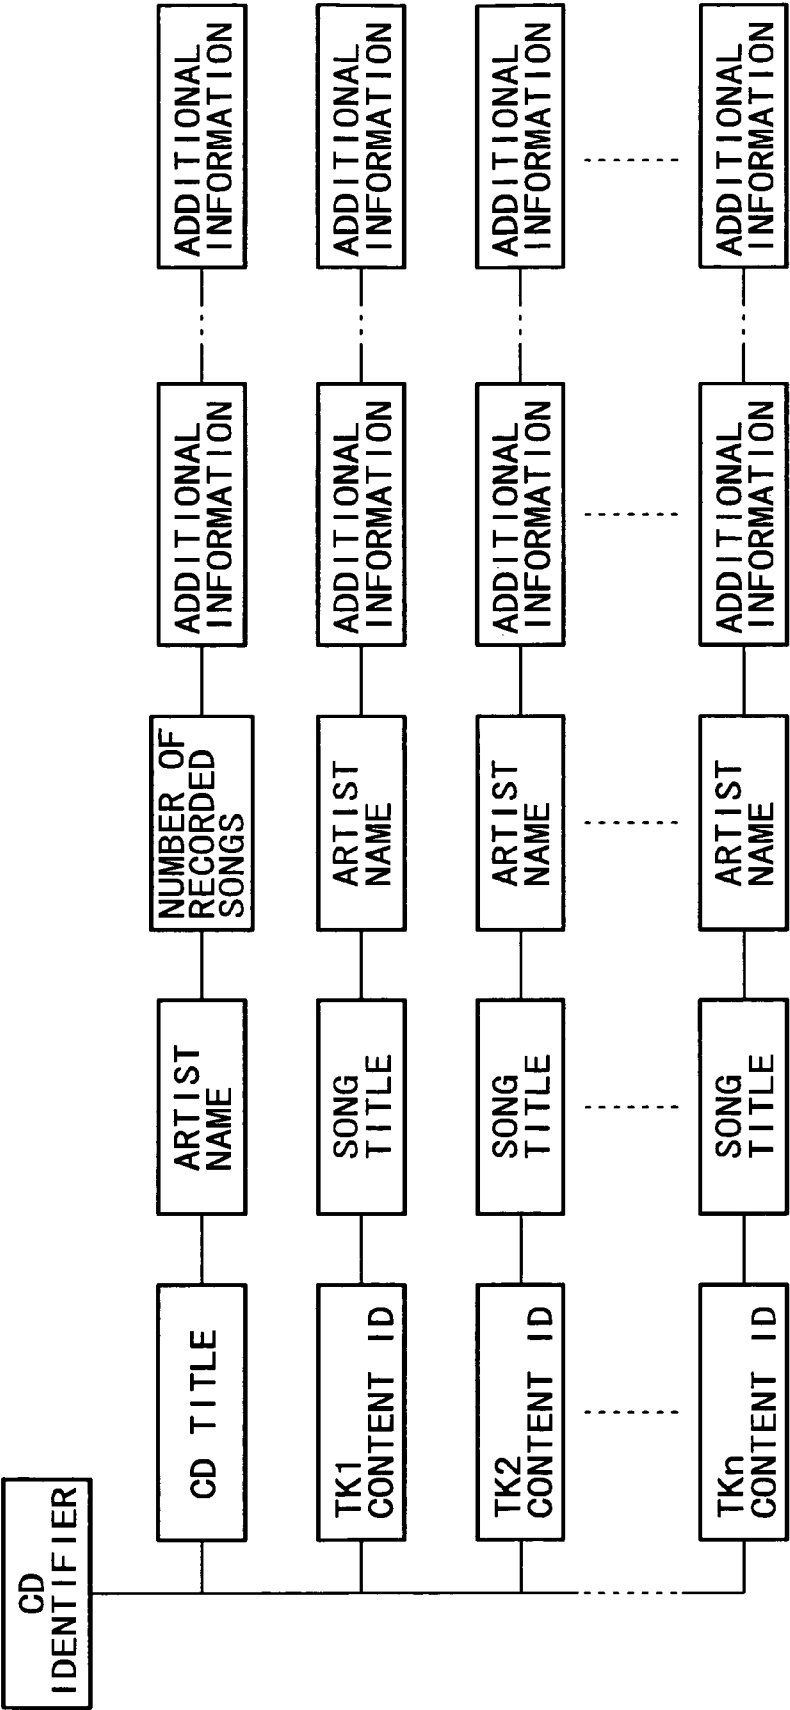 CD
IDENTIFIER
CD TITLE
ARTIST
NAME
NUMBER OF
RECORDED
SONGS
ADDITIONAL
INFORMATION
ADDITIONAL
INFORMATION
TK1
CONTENT ID
SONG
TITLE
ARTIST
NAME
ADDITIONAL
INFORMATION
ADDITIONAL
INFORMATION
TK2
CONTENT ID
SONG
TITLE
ARTIST
NAME
ADDITIONAL
INFORMATION
ADDITIONAL
INFORMATION
TKn
CONTENT ID
SONG
TITLE
ARTIST
NAME
ADDITIONAL
INFORMATION
ADDITIONAL
INFORMATION